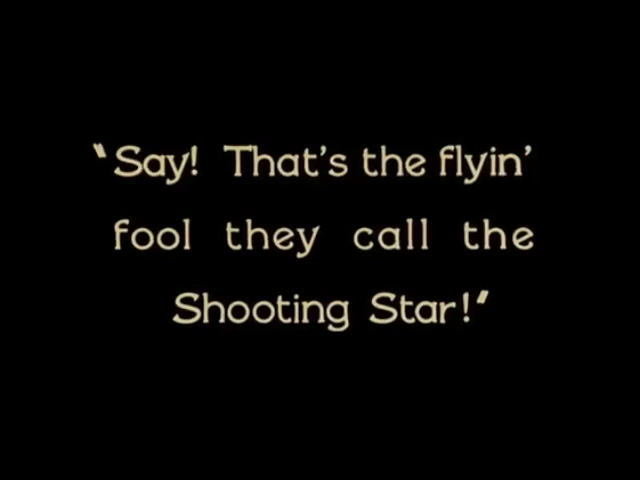 "Say! That's the flyin'
fool they call the
Shooting Star!"